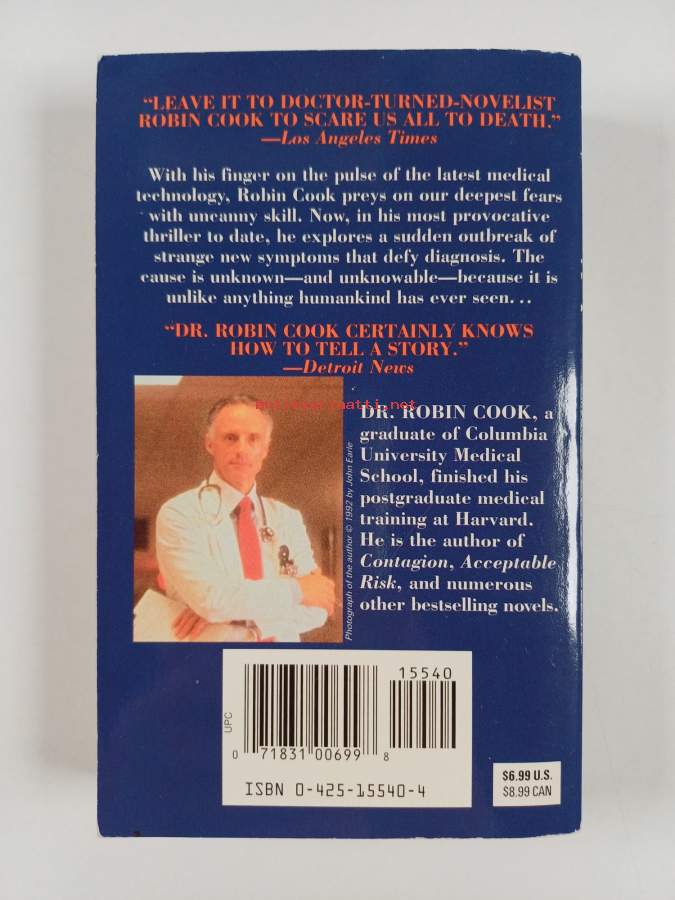 “LEAVE IT TO DOCTOR-TURNED-NOVELIST
ROBIN COOK TO SCARE US ALL TO DEATH.”
—Los Angeles Times
With his finger on the pulse of the latest medical
technology, Robin Cook preys on our deepest fears
with uncanny skill. Now, in his most provocative
thriller to date, he explores a sudden outbreak of
strange new symptoms that defy diagnosis. The
cause is unknown—and unknowable—because it is
unlike anything humankind has ever seen. . .
“DR. ROBIN COOK CERTAINLY KNOWS
HOW TO TELL A STORY.”
—Detroit News
antikvariaatti.net
Photograph of the author © 1992 by John Earle
DR. ROBIN COOK, a
graduate of Columbia
University Medical
School, finished his
postgraduate medical
training at Harvard.
He is the author of
Contagion, Acceptable
Risk, and numerous
other bestselling novels.
UPC
15540
0 71831 00699 8
ISBN 0-425-15540-4
$6.99 U.S.
$8.99 CAN